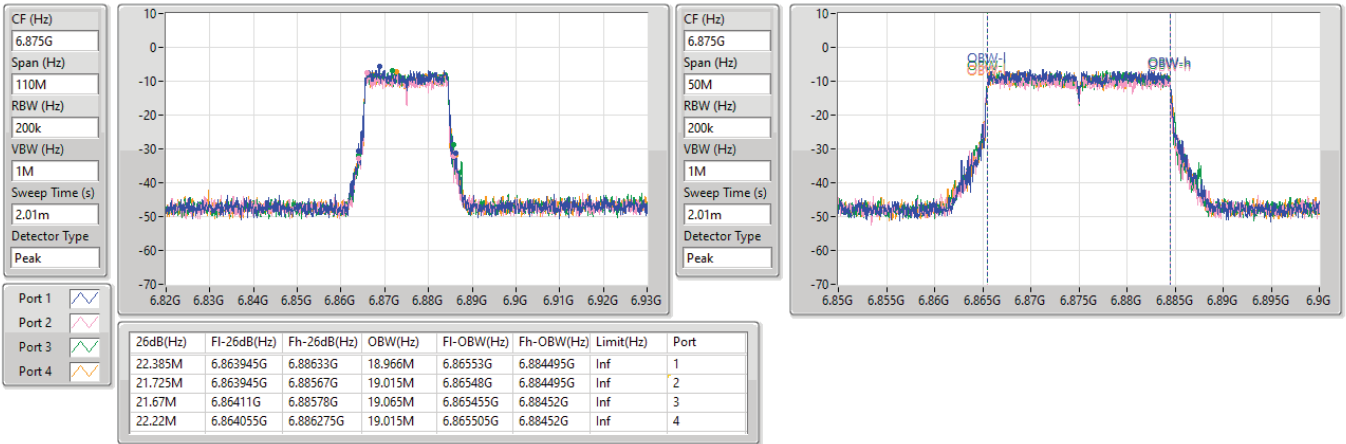 CF (Hz)
6.875G
Span (Hz)
110M
RBW (Hz)
200k
VBW (Hz)
1M
Sweep Time (s)
2.01m
Detector Type
Peak
10-
0-
-10-
-20-
-30-
-40-
-50-
-60-
-70-
6.82G 6.83G 6.84G 6.85G 6.86G 6.87G 6.88G 6.89G 6.9G 6.91G 6.92G 6.93G
CF (Hz)
6.875G
Span (Hz)
50M
RBW (Hz)
200k
VBW (Hz)
1M
Sweep Time (s)
2.01m
Detector Type
Peak
10-
0-
-10-
-20-
-30-
-40-
-50-
-60-
-70-
OBW-l
OBW-h
6.85G 6.855G 6.86G 6.865G 6.87G 6.875G 6.88G 6.885G 6.89G 6.895G 6.9G
Port 1
Port 2
Port 3
Port 4
26dB(Hz) Fl-26dB(Hz) Fh-26dB(Hz) OBW(Hz) Fl-OBW(Hz) Fh-OBW(Hz) Limit(Hz) Port
22.385M 6.863945G 6.88633G 18.966M 6.86553G 6.884495G Inf 1
21.725M 6.863945G 6.88567G 19.015M 6.86548G 6.884495G Inf 2
21.67M 6.86411G 6.88578G 19.065M 6.865455G 6.88452G Inf 3
22.22M 6.864055G 6.886275G 19.015M 6.865505G 6.88452G Inf 4